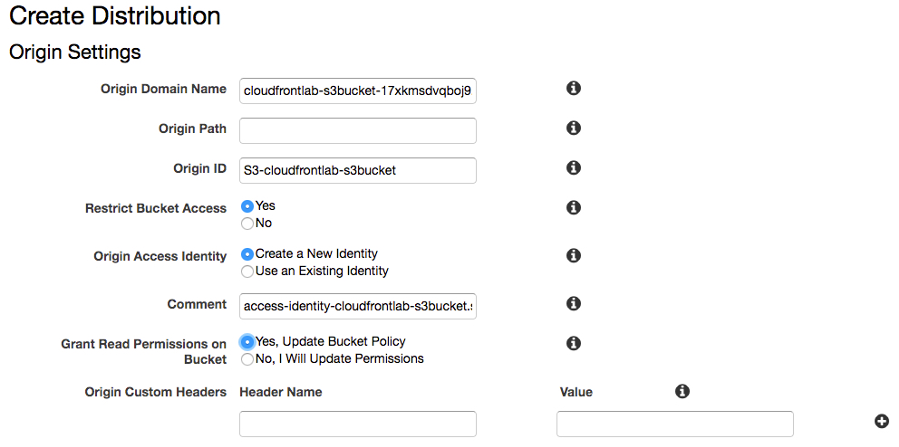 Create Distribution
Origin Settings
Origin Domain Name cloudfrontlab-s3bucket-17xkmsdvqboj9
Origin Path
Origin ID S3-cloudfrontlab-s3bucket
Restrict Bucket Access Yes
No
Origin Access Identity Create a New Identity
Use an Existing Identity
Comment access-identity-cloudfrontlab-s3bucket.s
Grant Read Permissions on Bucket Yes, Update Bucket Policy
No, I Will Update Permissions
Origin Custom Headers Header Name Value